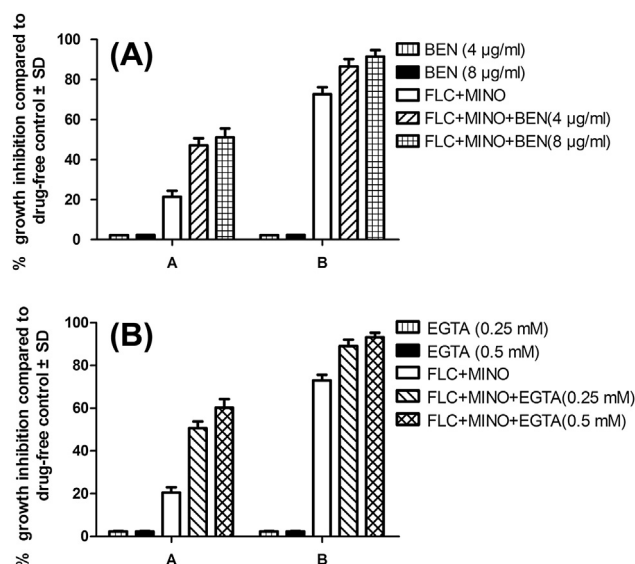 % growth inhibition compared to
drug-free control ± SD
(A)
100
80
60
40
20
0
A
B
BEN (4 µg/ml)
BEN (8 µg/ml)
FLC+MINO
FLC+MINO+BEN(4 µg/ml)
FLC+MINO+BEN(8 µg/ml)
% growth inhibition compared to
drug-free control ± SD
(B)
100
80
60
40
20
0
A
B
EGTA (0.25 mM)
EGTA (0.5 mM)
FLC+MINO
FLC+MINO+EGTA(0.25 mM)
FLC+MINO+EGTA(0.5 mM)